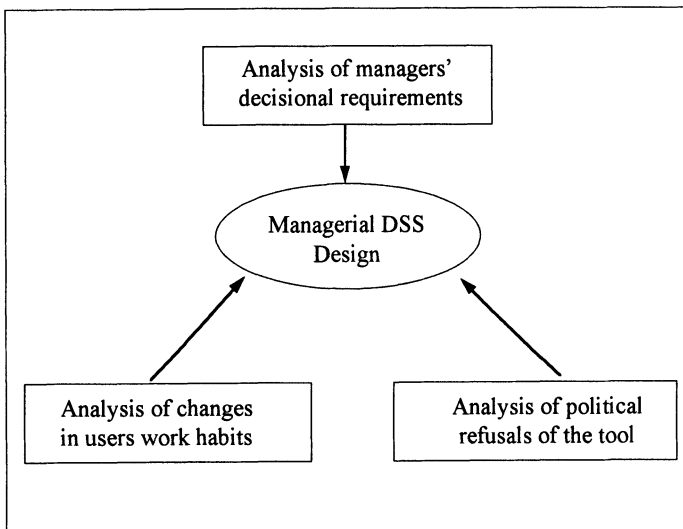 Analysis of managers'
decisional requirements
Managerial DSS
Design
Analysis of changes
in users work habits
Analysis of political
refusals of the tool